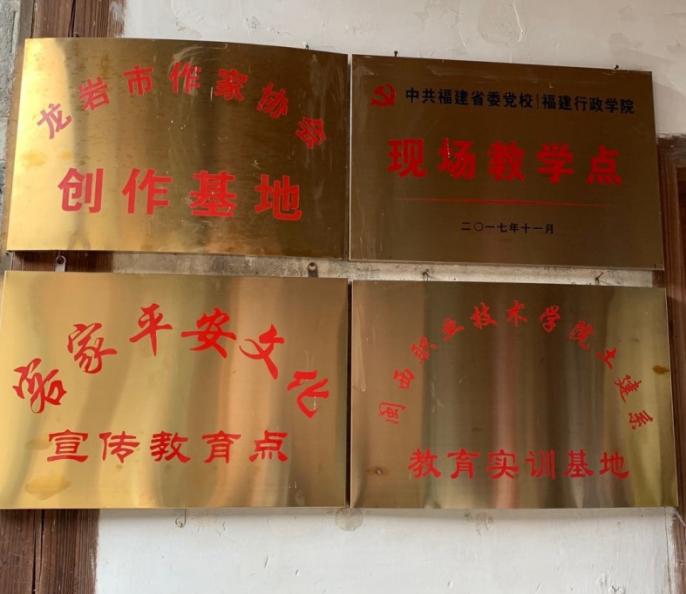 龙岩市作家协会
创作基地
中共福建省委党校|福建行政学院
现场教学点
二〇一七年十一月
客家平安文化
宣传教育点
闽西职业技术学院土建系
教育实训基地